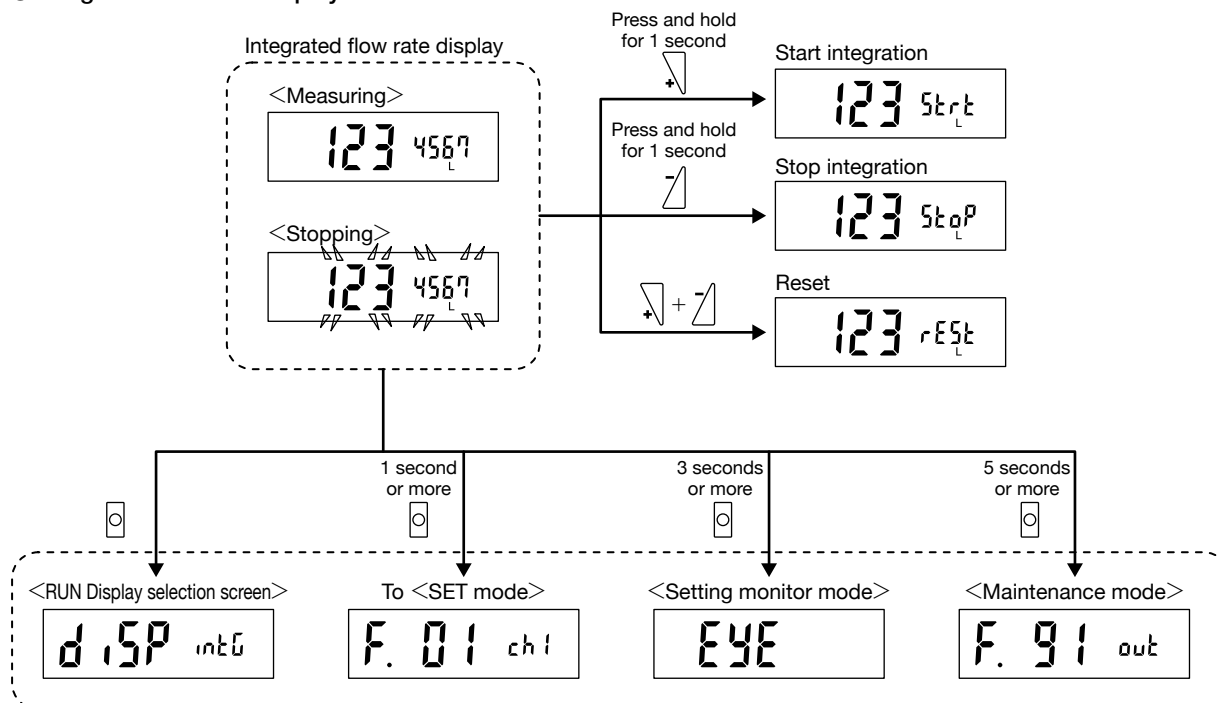 Integrated flow rate display
<Measuring>
123 4567
L
<Stopping>
123 4567
L
Press and hold
for 1 second
+
Start integration
123 Strt
L
Press and hold
for 1 second
-
Stop integration
123 StoP
L
+ + -
Reset
123 rESt
L
1 second
or more
3 seconds
or more
5 seconds
or more
<RUN Display selection screen>
diSP intG
To <SET mode>
F. 01 ch1
<Setting monitor mode>
EYE
<Maintenance mode>
F. 91 out